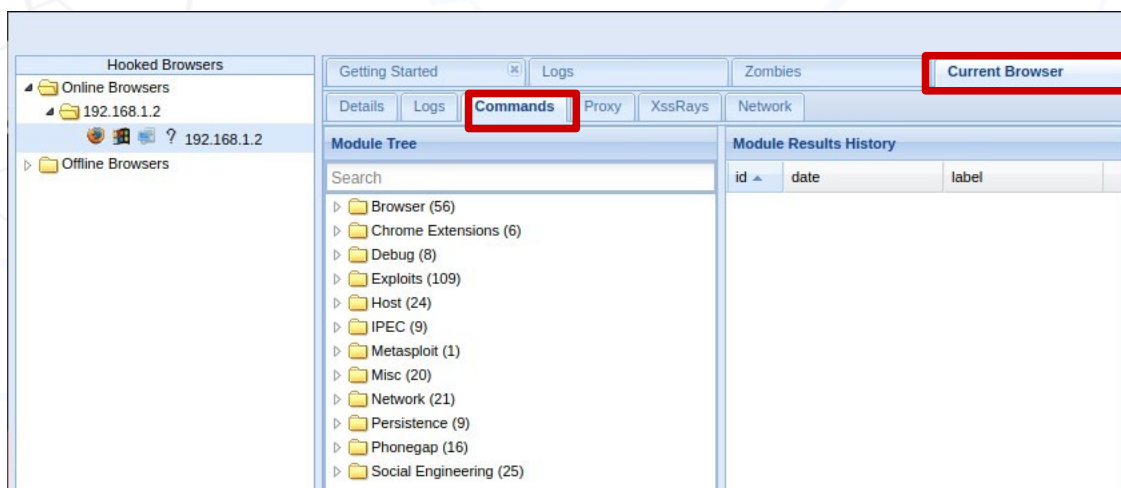 Hooked Browsers
Online Browsers
192.168.1.2
? 192.168.1.2
Offline Browsers
Getting Started
Logs
Zombies
Current Browser
Details
Logs
Commands
Proxy
XssRays
Network
Module Tree
Search
Browser (56)
Chrome Extensions (6)
Debug (8)
Exploits (109)
Host (24)
IPEC (9)
Metasploit (1)
Misc (20)
Network (21)
Persistence (9)
Phonegap (16)
Social Engineering (25)
Module Results History
id
date
label